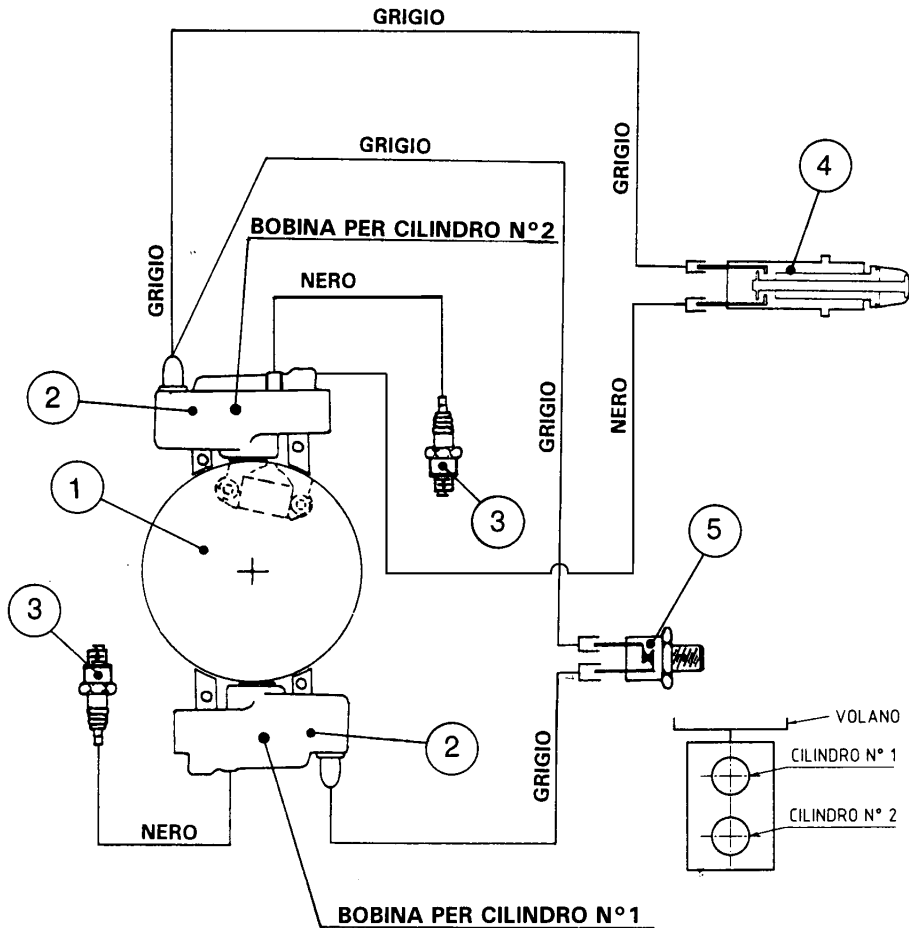 GRIGIO
GRIGIO
GRIGIO
4
BOBINA PER CILINDRO N°2
GRIGIO
NERO
2
GRIGIO
NERO
1
3
5
3
VOLANO
2
CILINDRO N° 1
GRIGIO
CILINDRO N° 2
NERO
BOBINA PER CILINDRO N°1